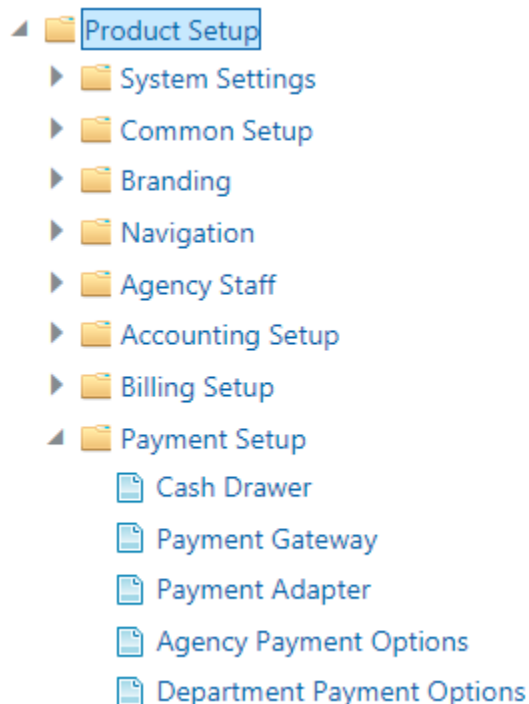 Product Setup
System Settings
Common Setup
Branding
Navigation
Agency Staff
Accounting Setup
Billing Setup
Payment Setup
Cash Drawer
Payment Gateway
Payment Adapter
Agency Payment Options
Department Payment Options